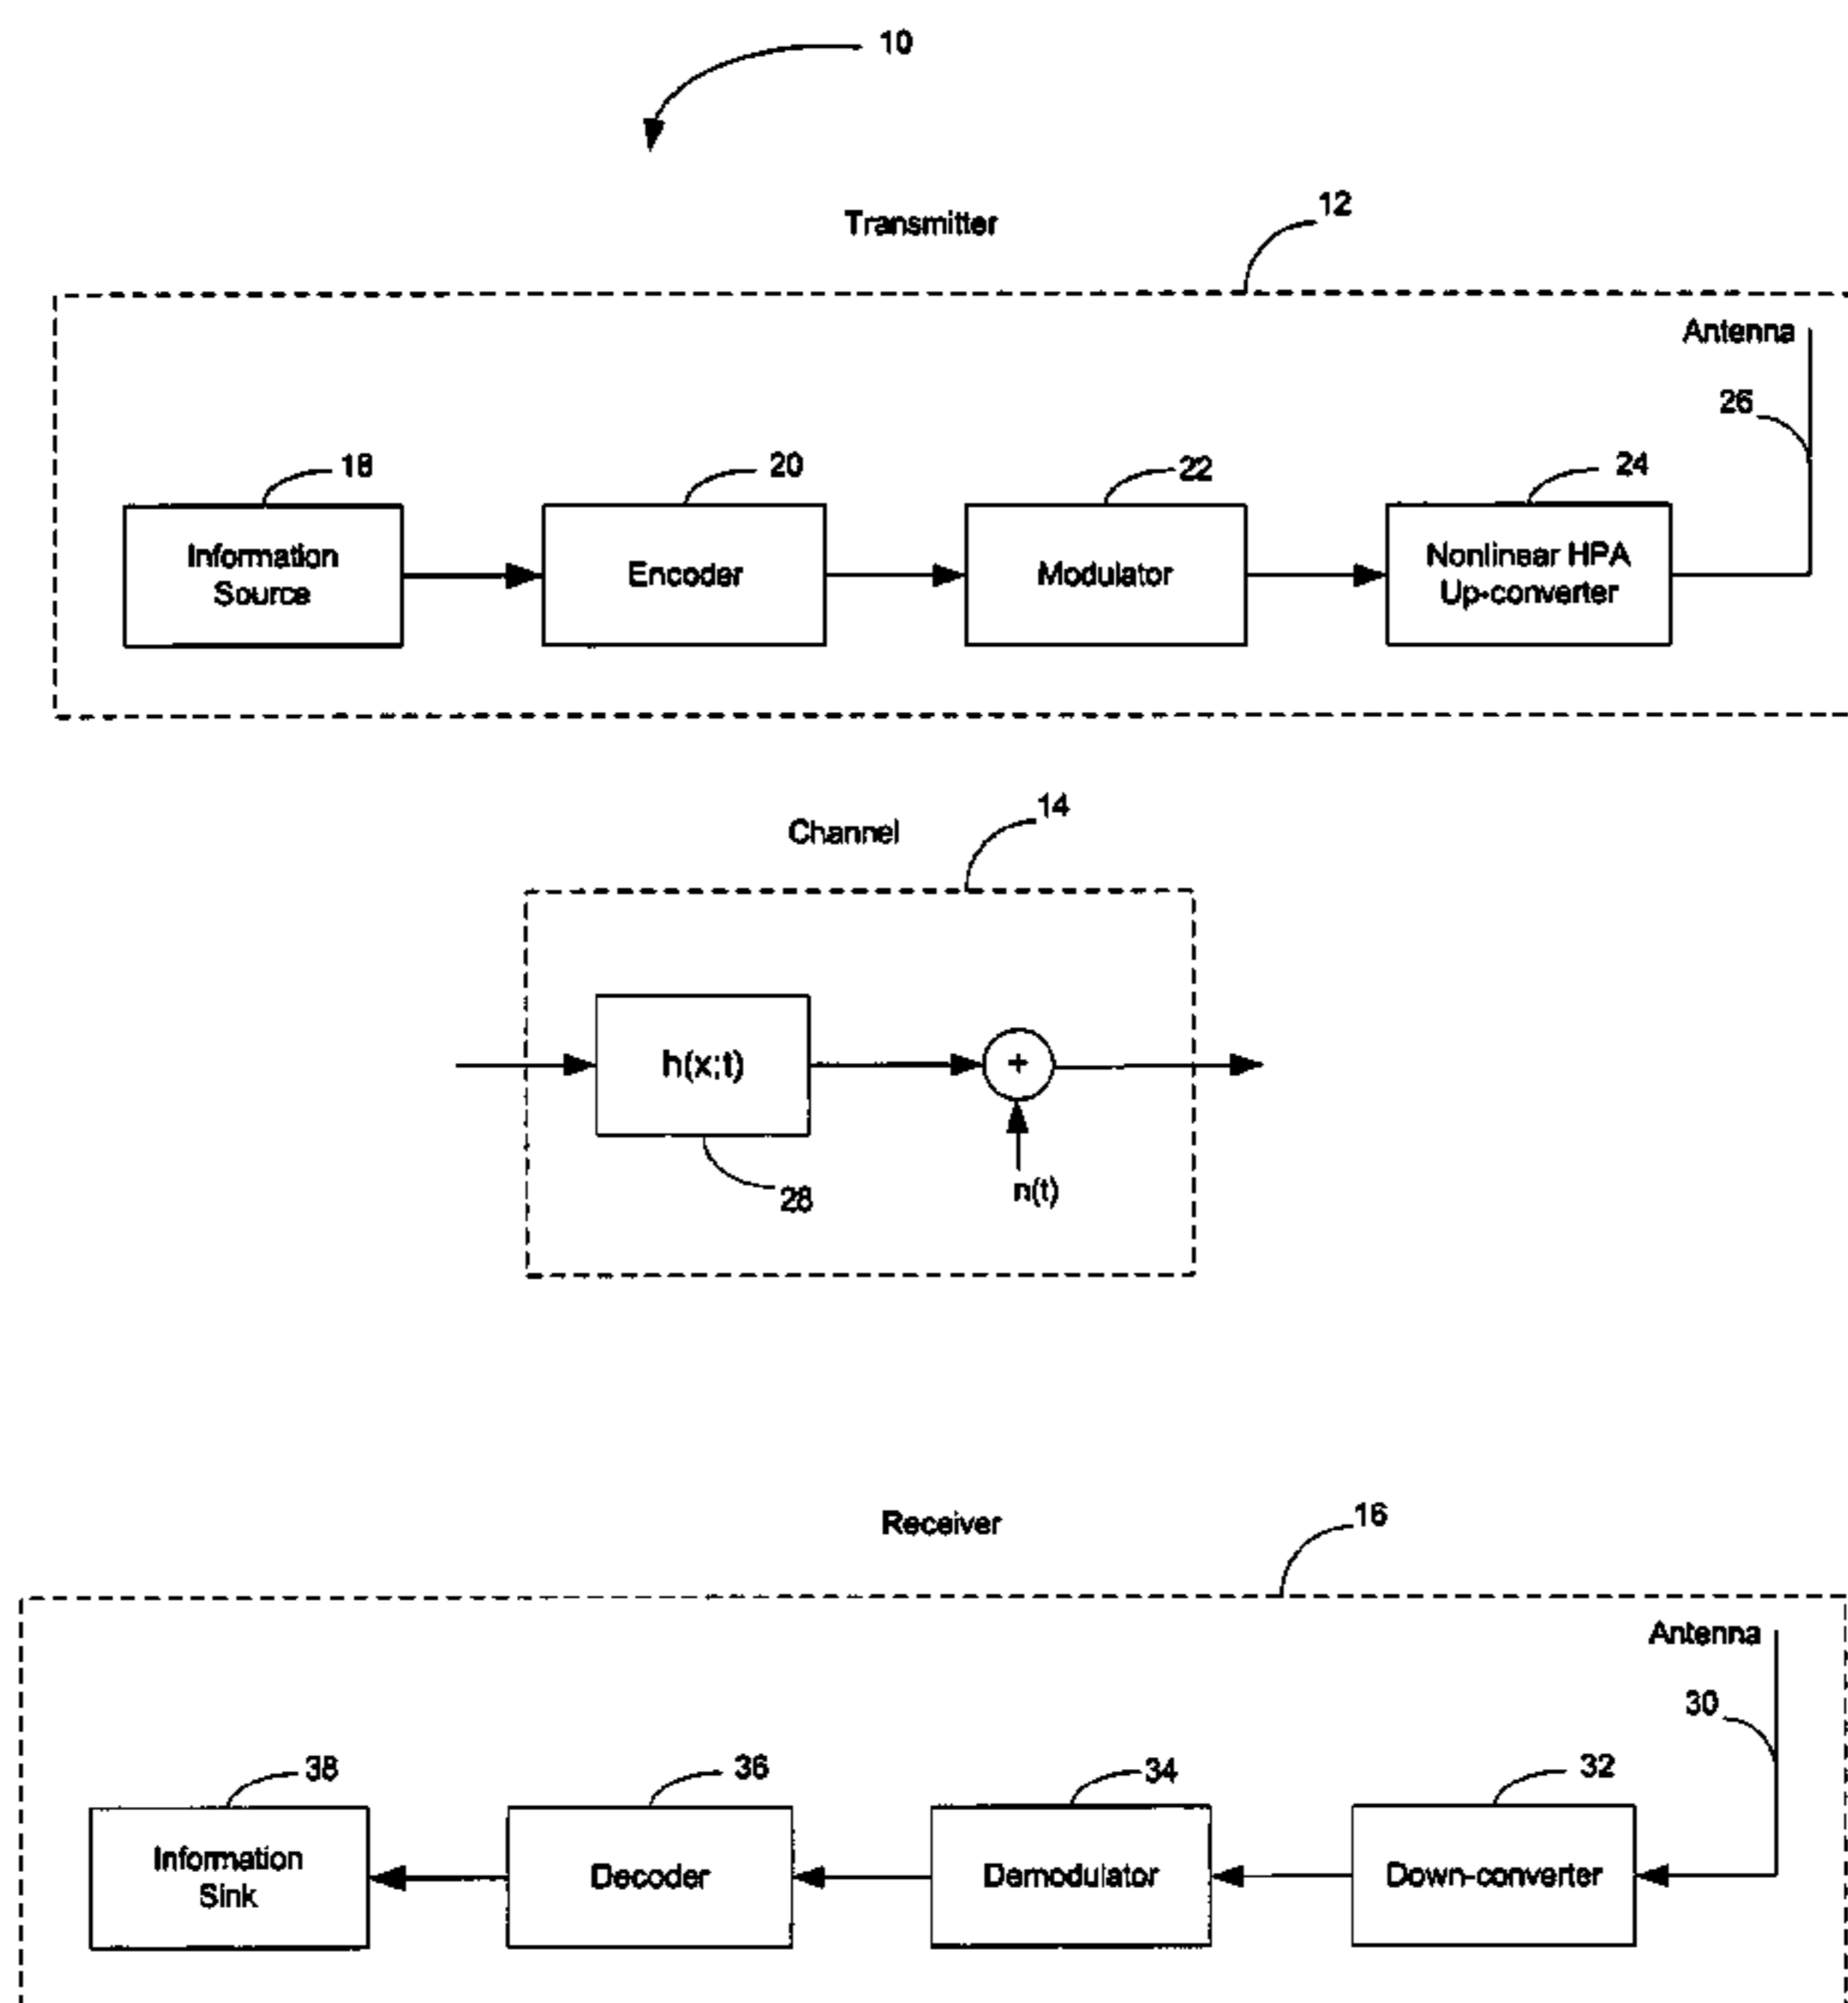 10
Transmitter
12
Antenna
26
18
20
22
24
Information
Source
Encoder
Modulator
Nonlinear HPA
Up-converter
Channel
14
h(x;t)
+
28
n(t)
Receiver
16
Antenna
30
38
36
34
32
Information
Sink
Decoder
Demodulator
Down-converter